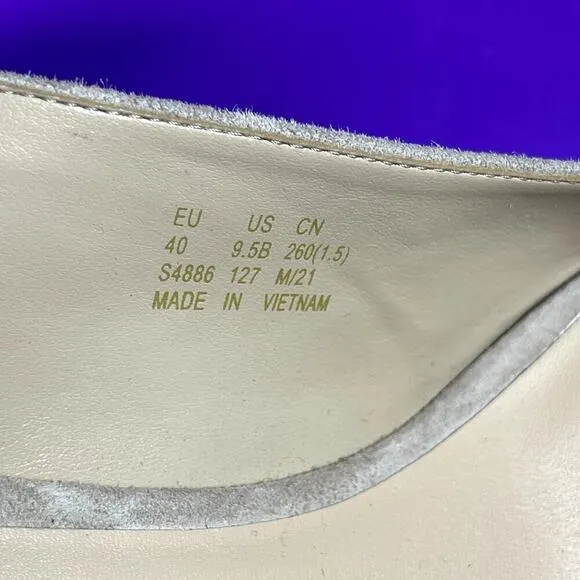 EU US CN
40 9.5B 260(1.5)
S4886 127 M/21
MADE IN VIETNAM